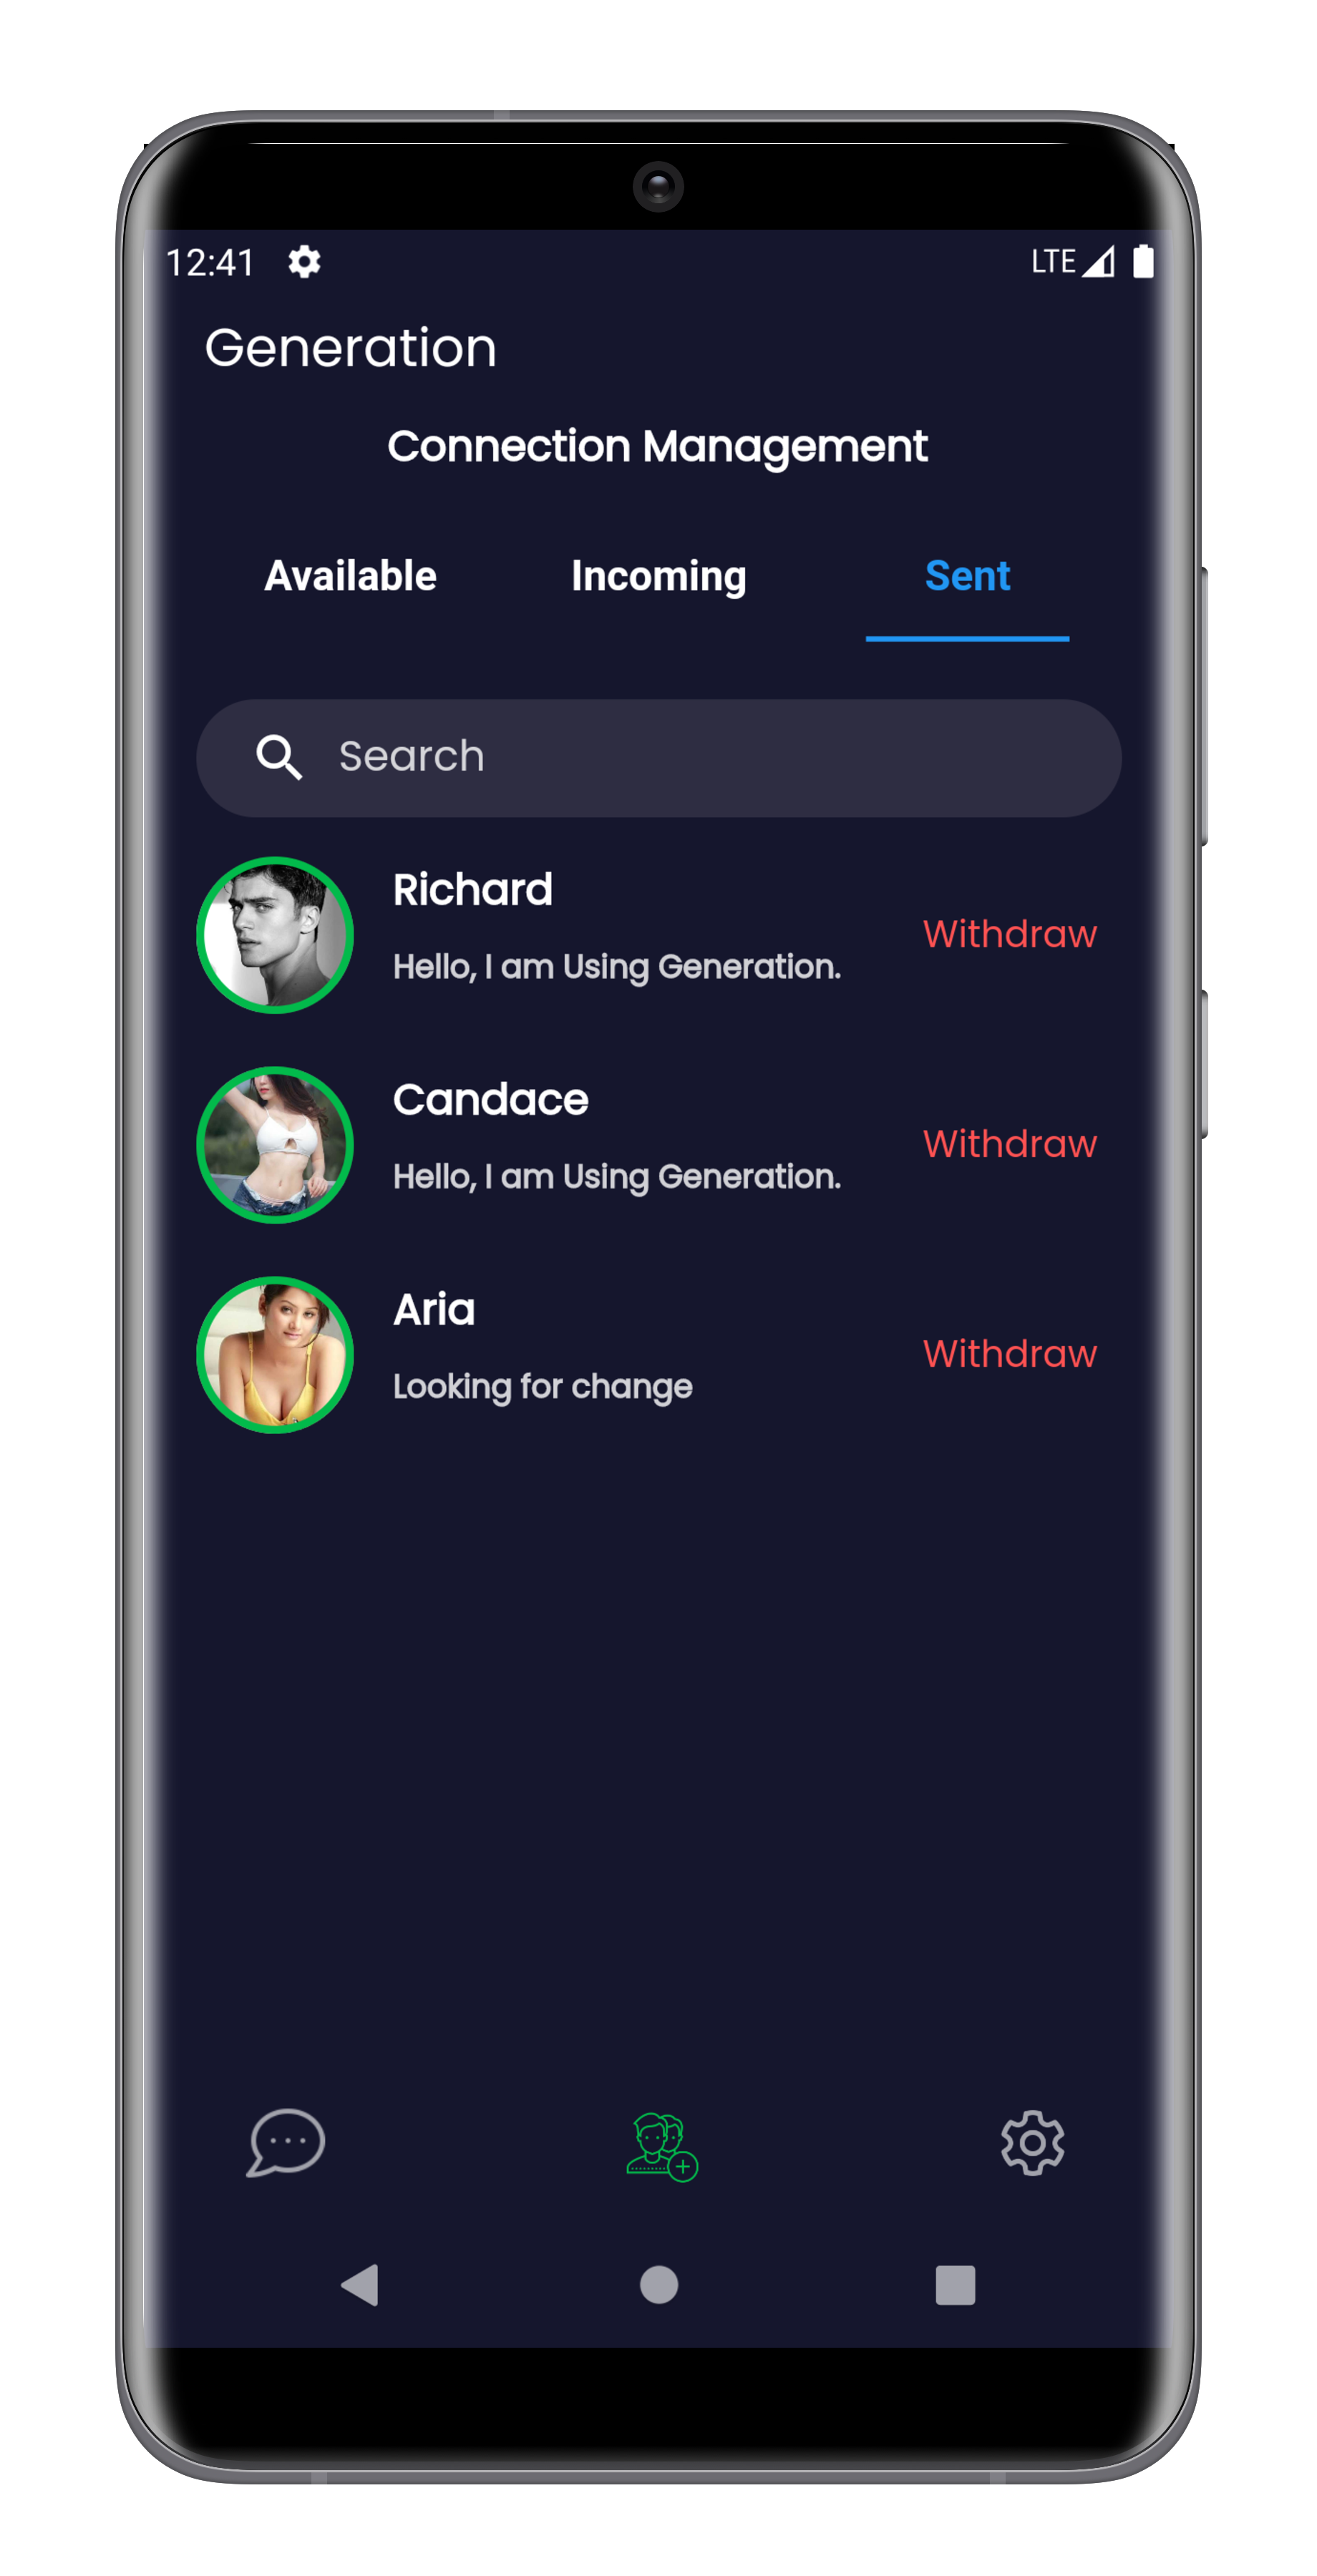 12:41 LTE
Generation
Connection Management
Available Incoming Sent
Search
Richard
Hello, I am Using Generation.
Withdraw
Candace
Hello, I am Using Generation.
Withdraw
Aria
Looking for change
Withdraw